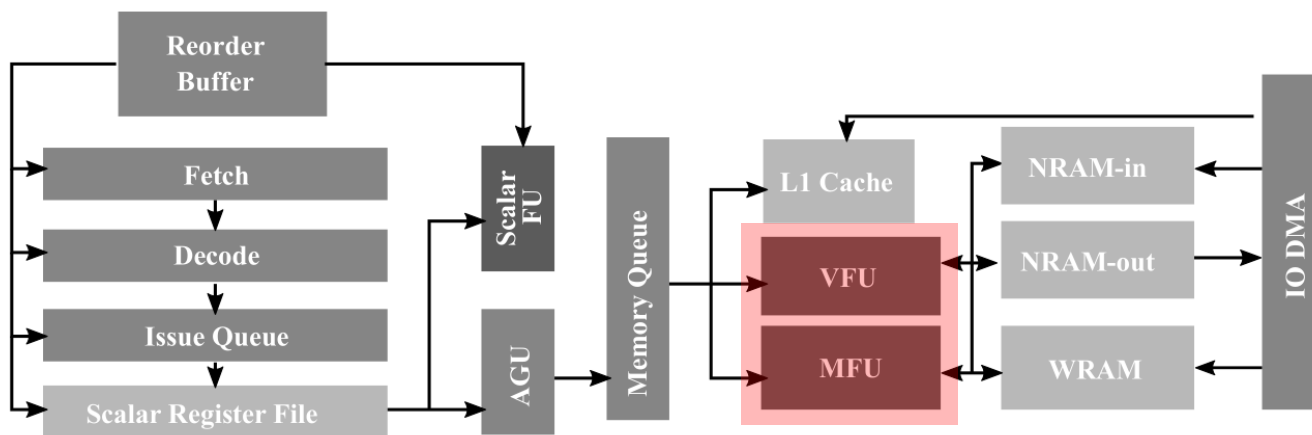 Reorder
Buffer
Fetch
Decode
Issue Queue
Scalar Register File
Scalar
FU
AGU
Memory Queue
L1 Cache
VFU
MFU
NRAM-in
NRAM-out
WRAM
IO DMA